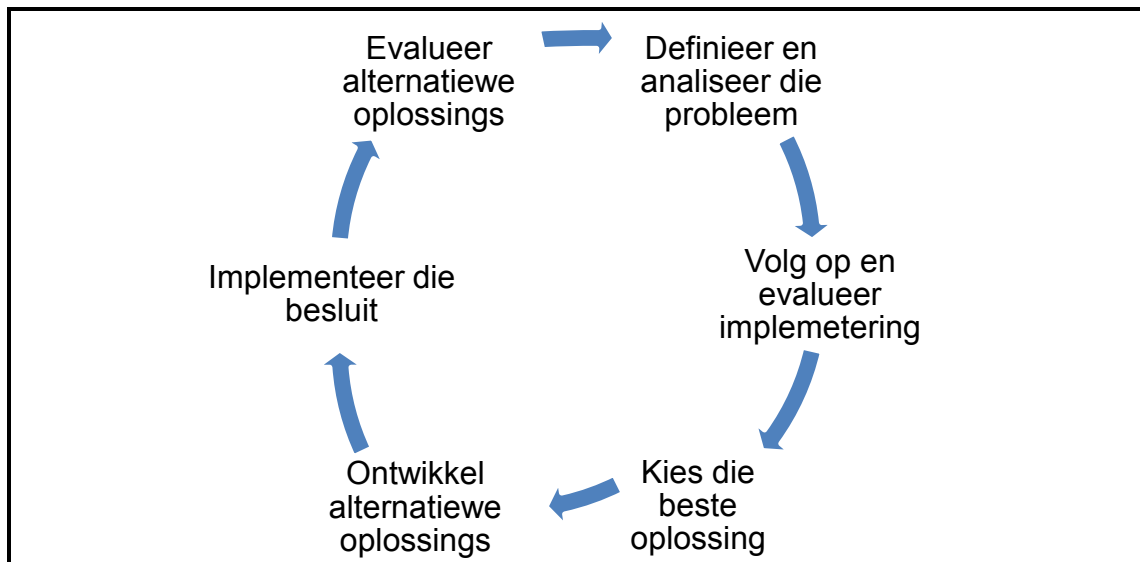 Evalueer
alternatiewe
oplossings
Definieer en
analiseer die
probleem
Volg op en
evalueer
implemetering
Kies die
beste
oplossing
Ontwikkel
alternatiewe
oplossings
Implementeer die
besluit